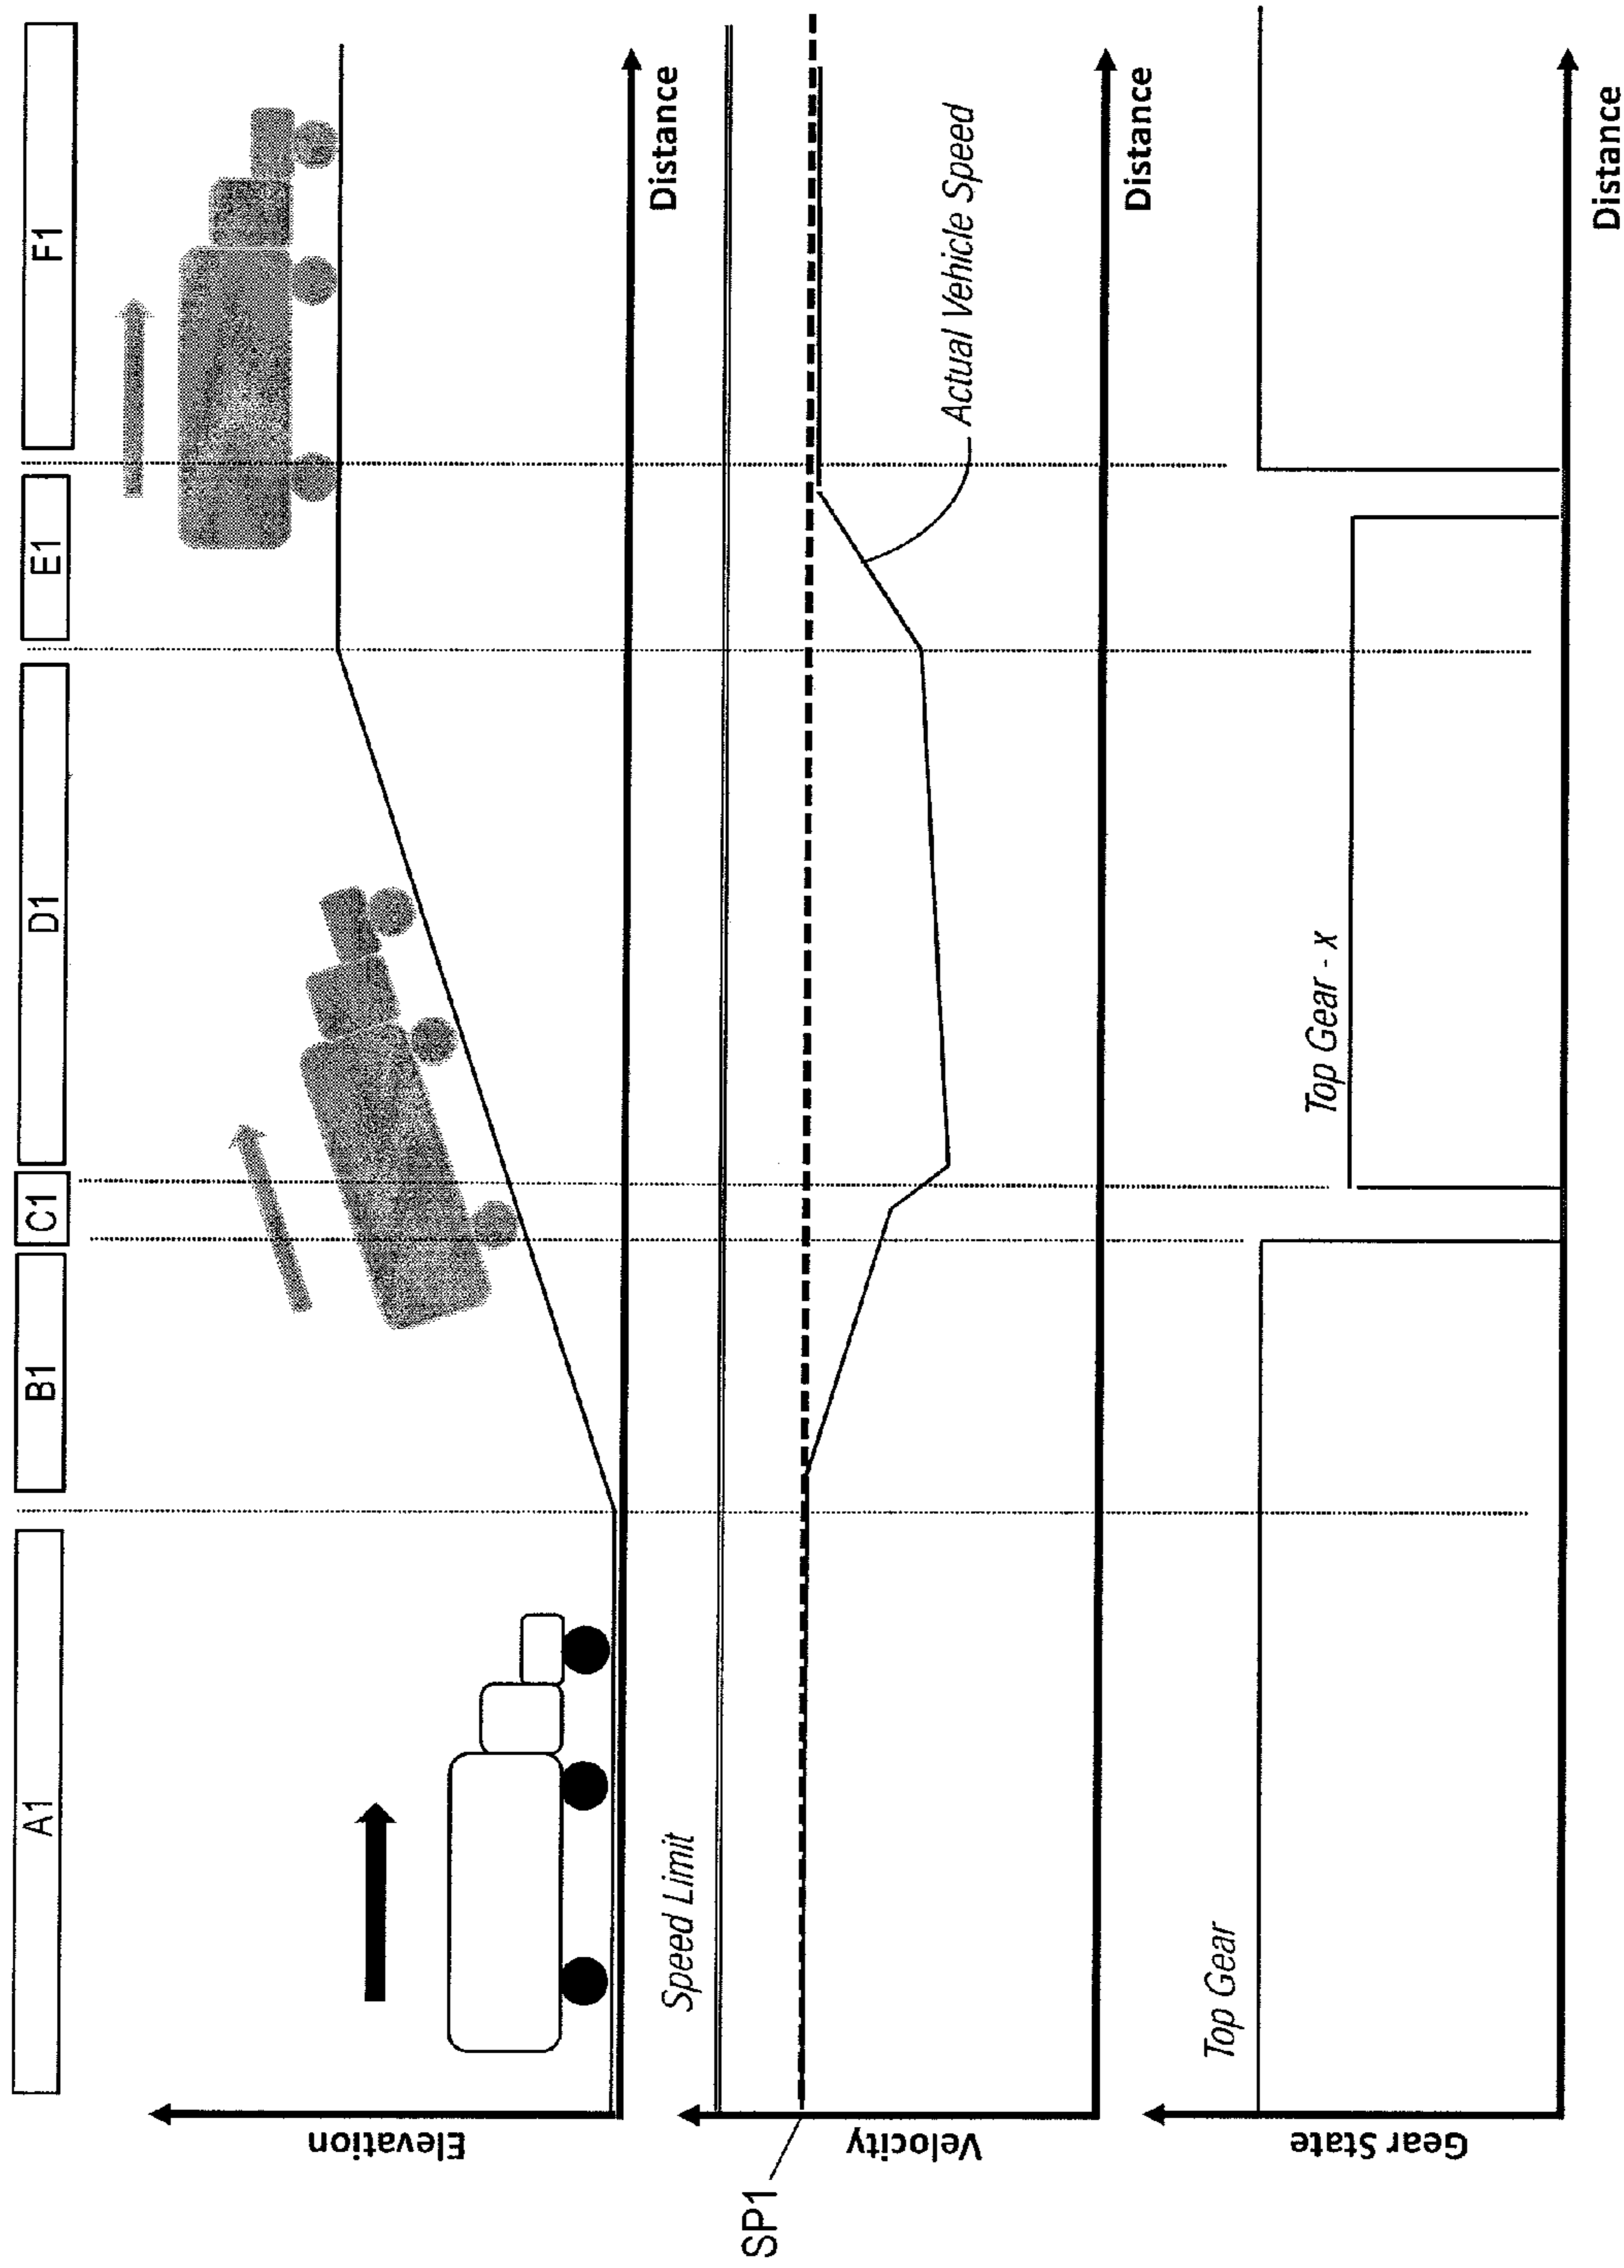 A1
B1
C1
D1
E1
F1
Elevation
Distance
Speed Limit
SP1
Velocity
Actual Vehicle Speed
Distance
Top Gear
Top Gear - x
Gear State
Distance